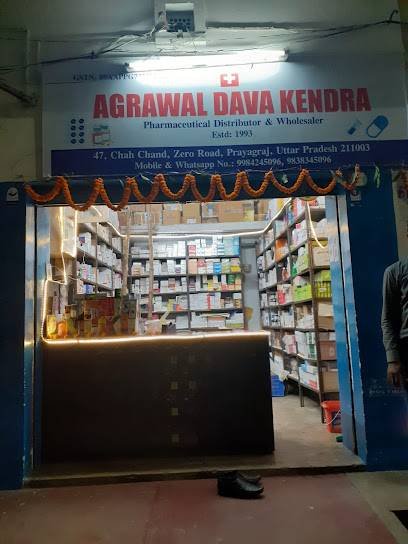 AGRAWAL DAVA KENDRA
Pharmaceutical Distributor & Wholesaler
Estd: 1993
47, Chah Chand, Zero Road, Prayagraj, Uttar Pradesh 211003
Mobile & Whatsapp No.: 9984245096, 9838345096